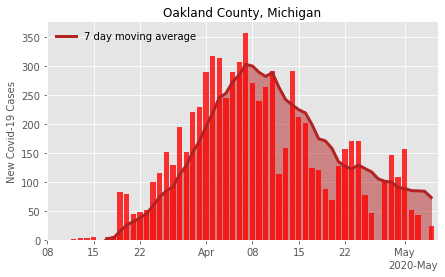 Oakland County, Michigan
7 day moving average
New Covid-19 Cases
350
300
250
200
150
100
50
0
08 15 22 Apr 08 15 22 May
2020-May